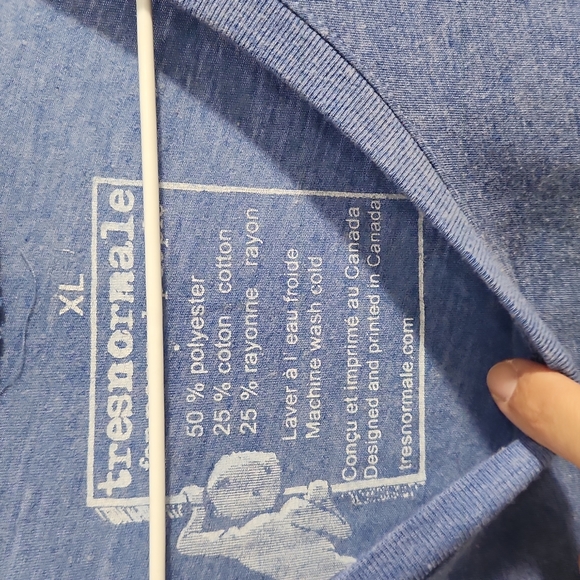 XL
tresnormale
50 % polyester
25 % coton cotton
25 % rayonne rayon
Laver à l' eau froide
Machine wash cold
Conçu et imprimé au Canada
Designed and printed in Canada
tresnormale.com